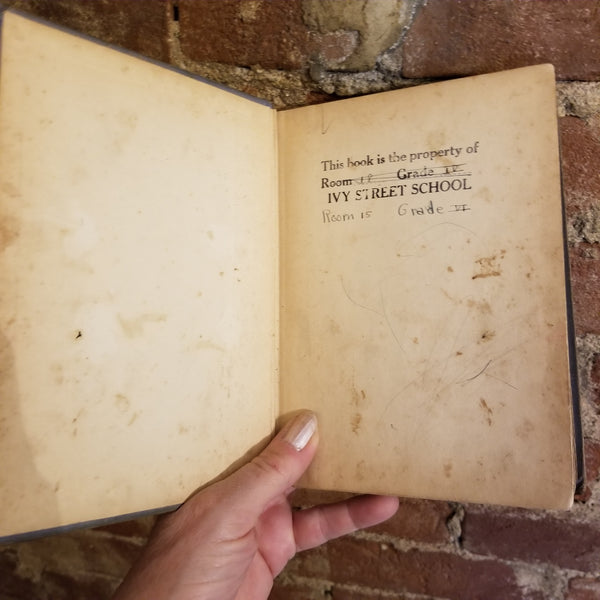 This book is the property of
Room 18 Grade IV
IVY STREET SCHOOL
Room 15 Grade VI